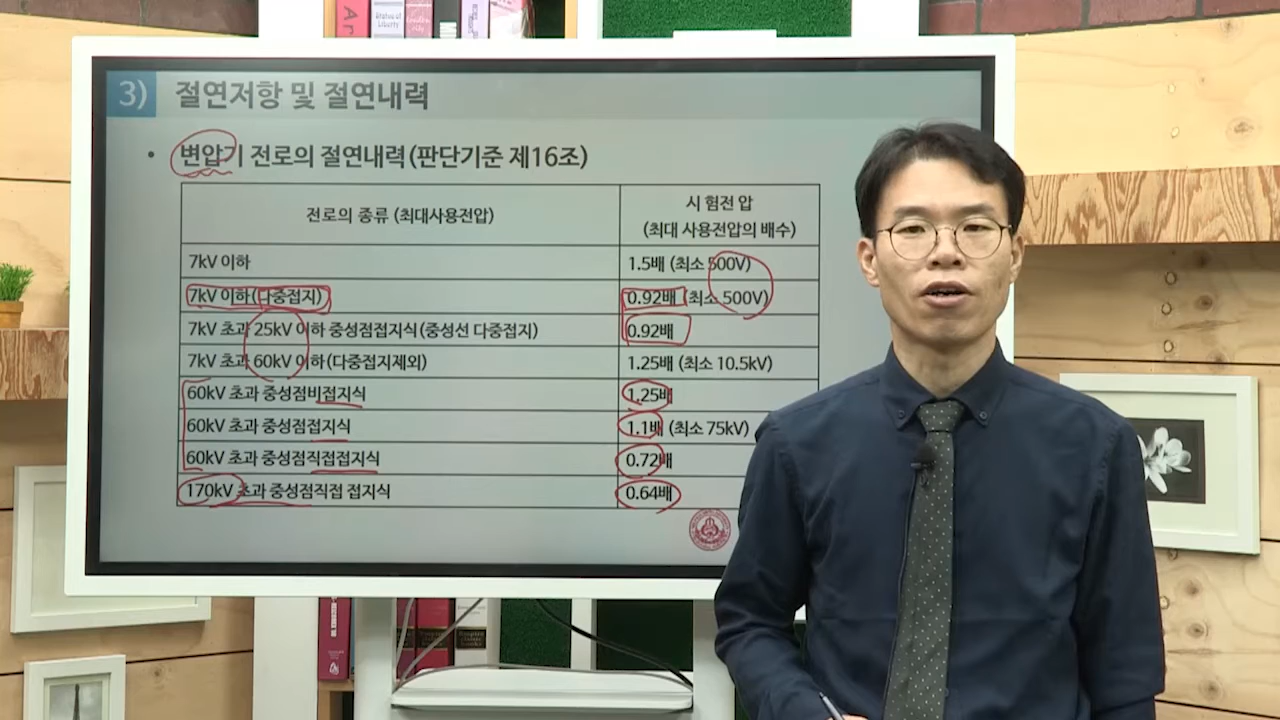 Ar
Status of
Liberty
London
city
3) 절연저항 및 절연내력
• 변압기 전로의 절연내력(판단기준 제16조)
전로의 종류 (최대사용전압)
시 험전 압
(최대 사용전압의 배수)
7kV 이하
1.5배 (최소 500V)
7kV 이하(다중접지)
0.92배 (최소 500V)
7kV 초과 25kV 이하 중성점접지식(중성선 다중접지)
0.92배
7kV 초과 60kV 이하(다중접지제외)
1.25배 (최소 10.5kV)
60kV 초과 중성점비접지식
1.25배
60kV 초과 중성점접지식
1.1배 (최소 75kV)
60kV 초과 중성점직접접지식
0.72배
170kV 초과 중성점직접 접지식
0.64배